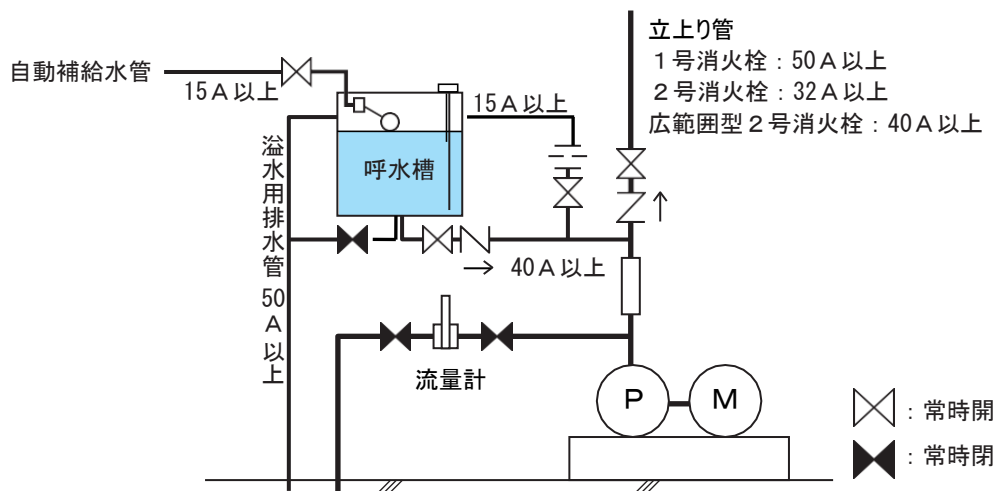 立上り管
1号消火栓：50Ａ以上
2号消火栓：32Ａ以上
広範囲型２号消火栓：40Ａ以上
自動補給水管
15Ａ以上
15Ａ以上
呼水槽
溢水用排水管 50Ａ以上
40Ａ以上
流量計
P
M
：常時開
：常時閉